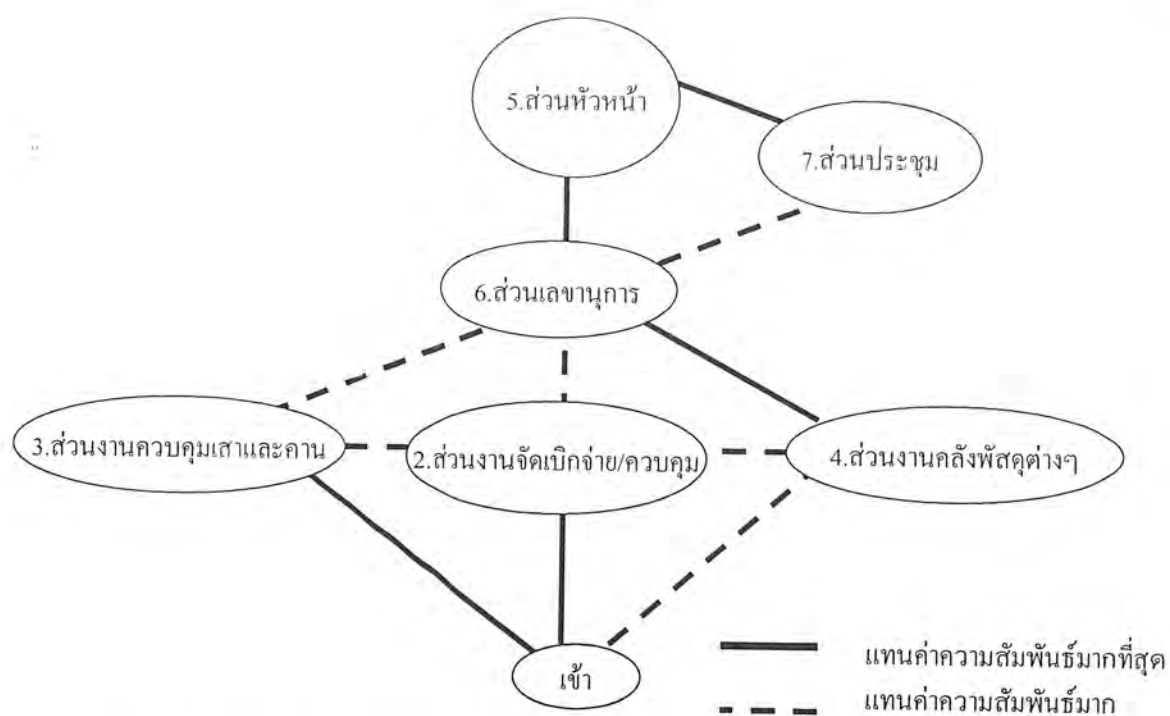 5.ส่วนหัวหน้า
7.ส่วนประชุม
6.ส่วนเลขานุการ
3.ส่วนงานควบคุมเสาและคาน
2.ส่วนงานจัดเบิกจ่าย/ควบคุม
4.ส่วนงานคลังพัสดุต่างๆ
เข้า
แทนค่าความสัมพันธ์มากที่สุด
แทนค่าความสัมพันธ์มาก